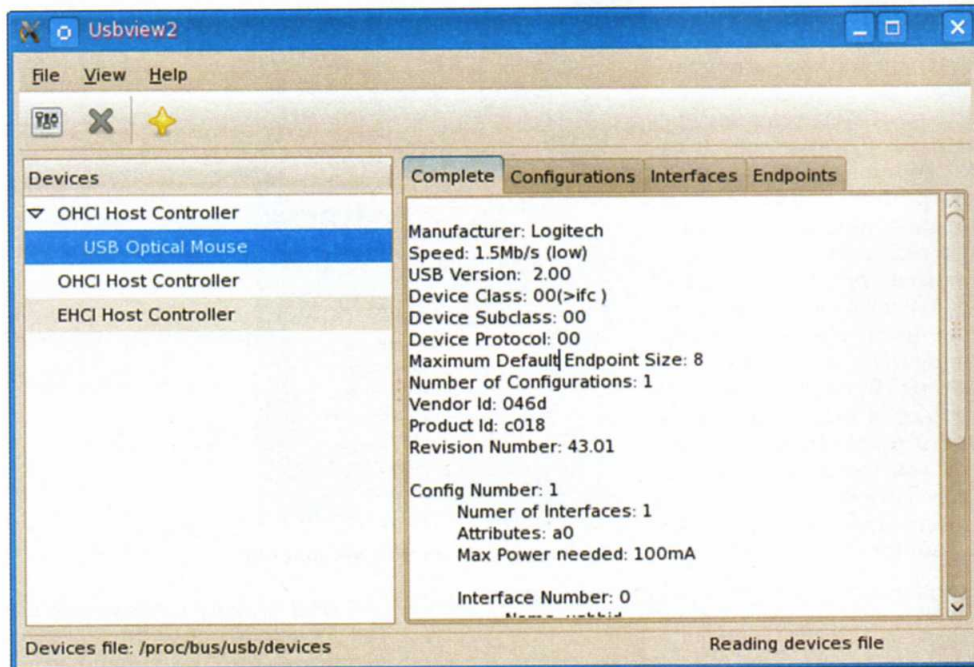 Usbview2
File View Help
Devices
OHCI Host Controller
USB Optical Mouse
OHCI Host Controller
EHCI Host Controller
Complete Configurations Interfaces Endpoints
Manufacturer: Logitech
Speed: 1.5Mb/s (low)
USB Version: 2.00
Device Class: 00(>ifc )
Device Subclass: 00
Device Protocol: 00
Maximum Default Endpoint Size: 8
Number of Configurations: 1
Vendor Id: 046d
Product Id: c018
Revision Number: 43.01
Config Number: 1
Numer of Interfaces: 1
Attributes: a0
Max Power needed: 100mA
Interface Number: 0
Name: usbhid
Devices file: /proc/bus/usb/devices
Reading devices file